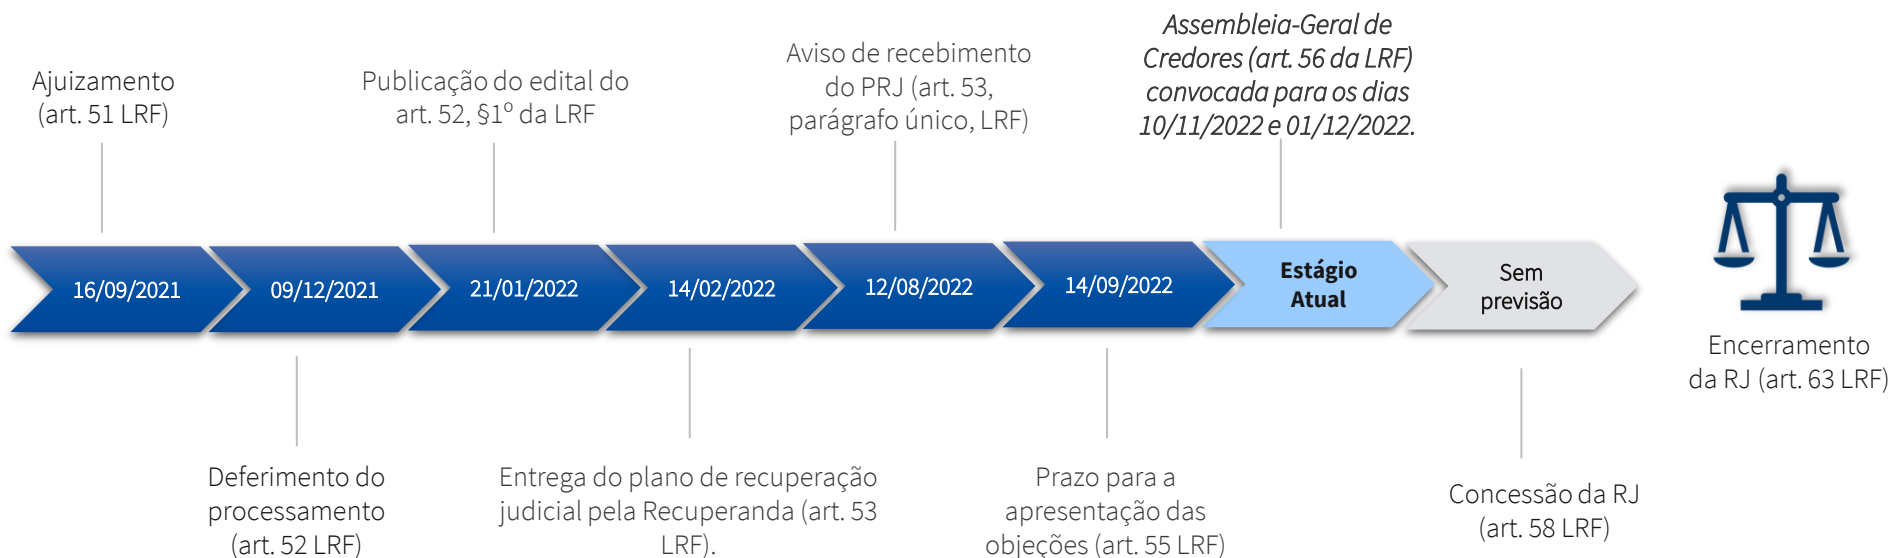 Ajuizamento
(art. 51 LRF)
Publicação do edital do
art. 52, §1º da LRF
Aviso de recebimento
do PRJ (art. 53,
parágrafo único, LRF)
Assembleia-Geral de
Credores (art. 56 da LRF)
convocada para os dias
10/11/2022 e 01/12/2022.
16/09/2021
09/12/2021
21/01/2022
14/02/2022
12/08/2022
14/09/2022
Estágio
Atual
Sem
previsão
Encerramento
da RJ (art. 63 LRF)
Deferimento do
processamento
(art. 52 LRF)
Entrega do plano de recuperação
judicial pela Recuperanda (art. 53
LRF).
Prazo para a
apresentação das
objeções (art. 55 LRF)
Concessão da RJ
(art. 58 LRF)